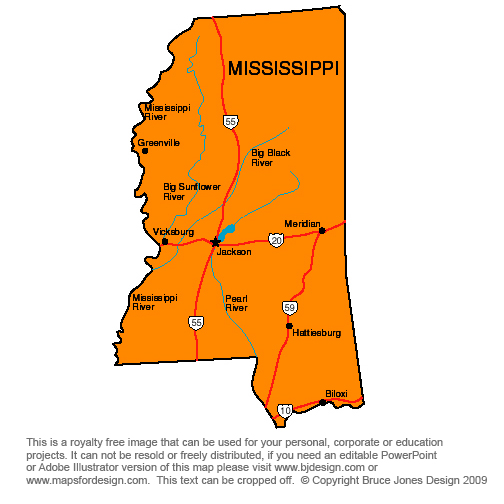 MISSISSIPPI
Mississippi
River
55
Greenville
Big Black
River
Big Sunflower
River
Vicksburg
Meridian
20
Jackson
Mississippi
River
Pearl
River
59
55
Hattiesburg
Biloxi
10
This is a royalty free image that can be used for your personal, corporate or education
projects. It can not be resold or freely distributed, if you need an editable PowerPoint
or Adobe Illustrator version of this map please visit www.bjdesign.com or
www.mapsfordesign.com. This text can be cropped off. © Copyright Bruce Jones Design 2009